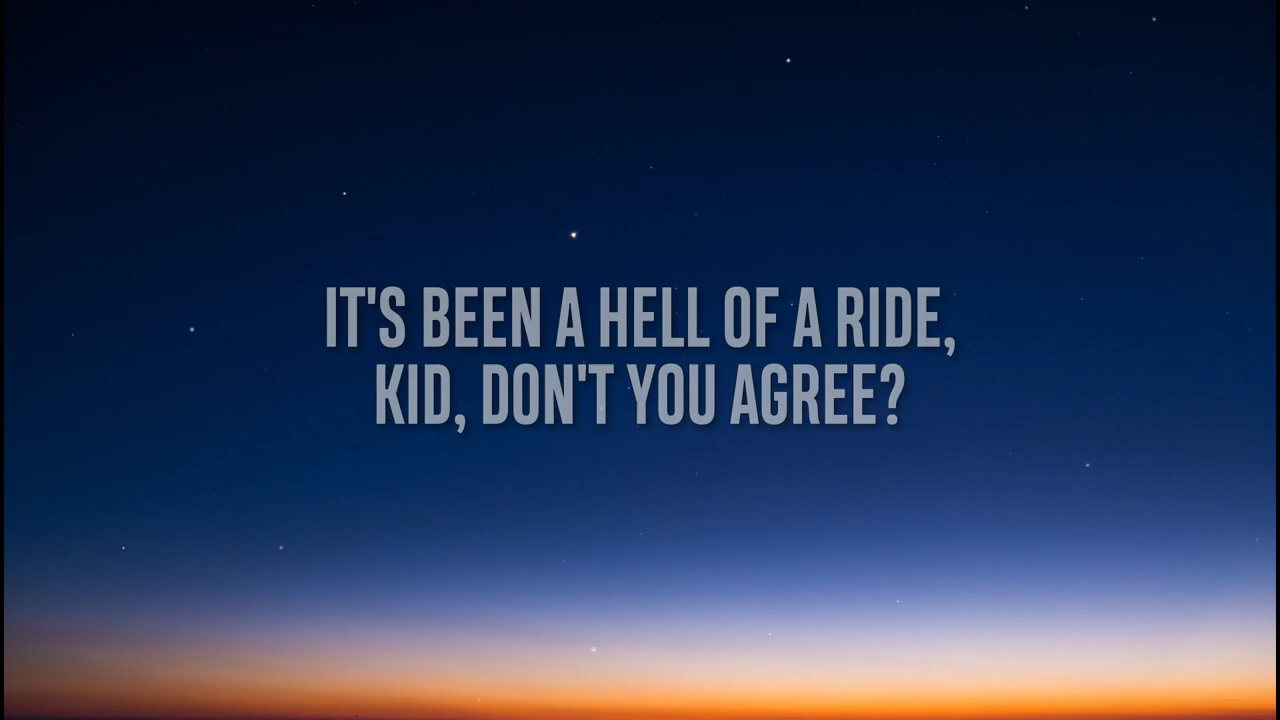 IT'S BEEN A HELL OF A RIDE,
KID, DON'T YOU AGREE?